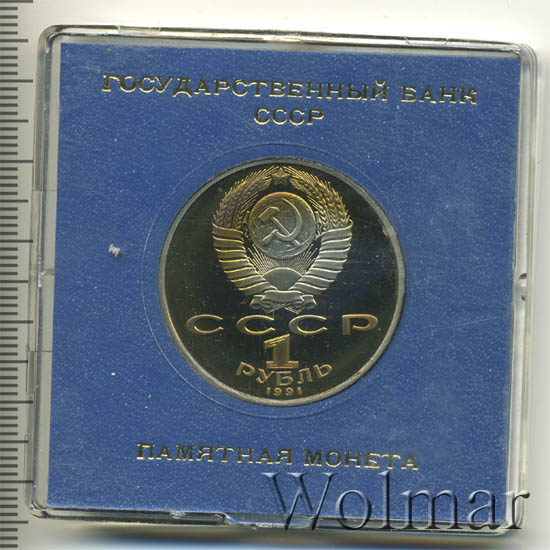 ГОСУДАРСТВЕННЫЙ БАНК
СССР
СССР
1
РУБЛЬ
1991
ПАМЯТНАЯ МОНЕТА
Wolmar